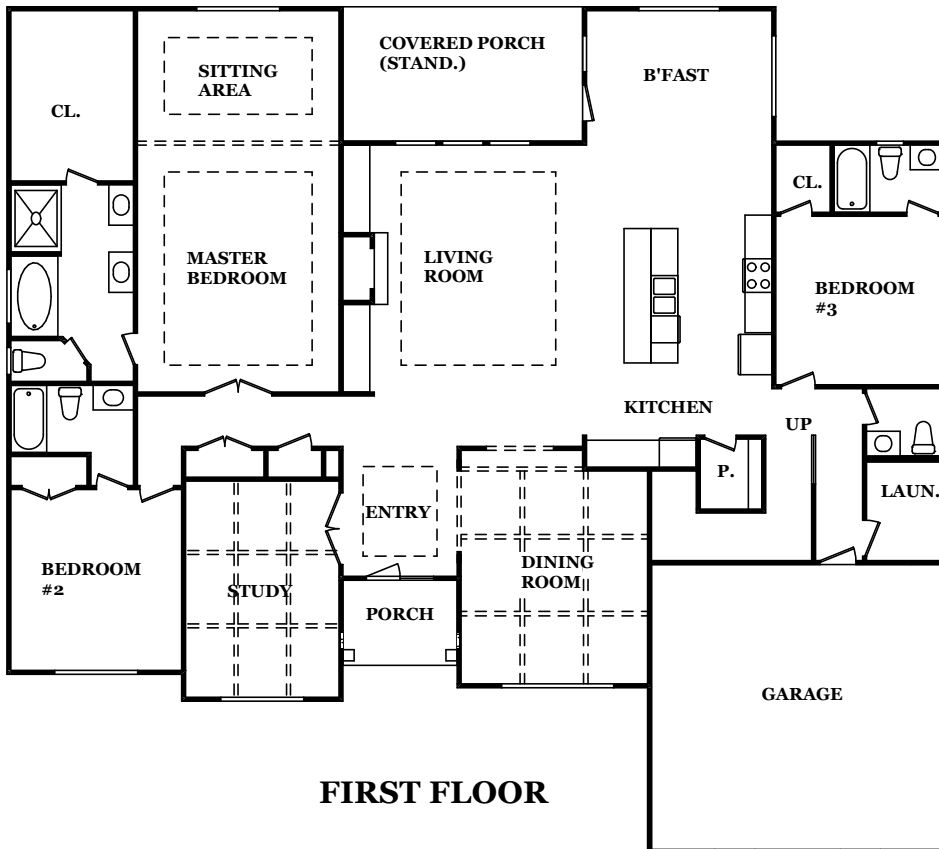 COVERED PORCH
(STAND.)
SITTING
AREA
B'FAST
CL.
CL.
MASTER
BEDROOM
LIVING
ROOM
BEDROOM
#3
KITCHEN
UP
P.
LAUN.
ENTRY
BEDROOM
#2
STUDY
DINING
ROOM
PORCH
GARAGE
FIRST FLOOR